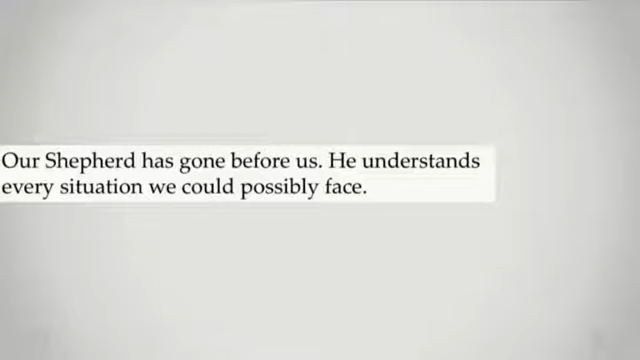 Our Shepherd has gone before us. He understands
every situation we could possibly face.